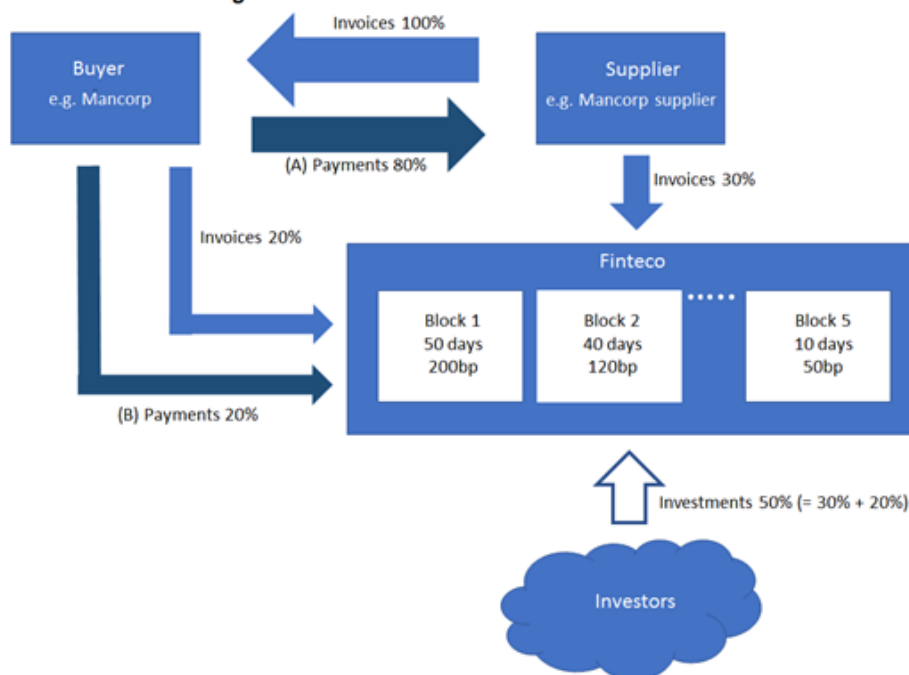 Invoices 100%
Buyer
e.g. Mancorp
Supplier
e.g. Mancorp supplier
(A) Payments 80%
Invoices 30%
Invoices 20%
Finteco
Block 1
50 days
200bp
Block 2
40 days
120bp
.....
Block 5
10 days
50bp
(B) Payments 20%
Investments 50% (= 30% + 20%)
Investors